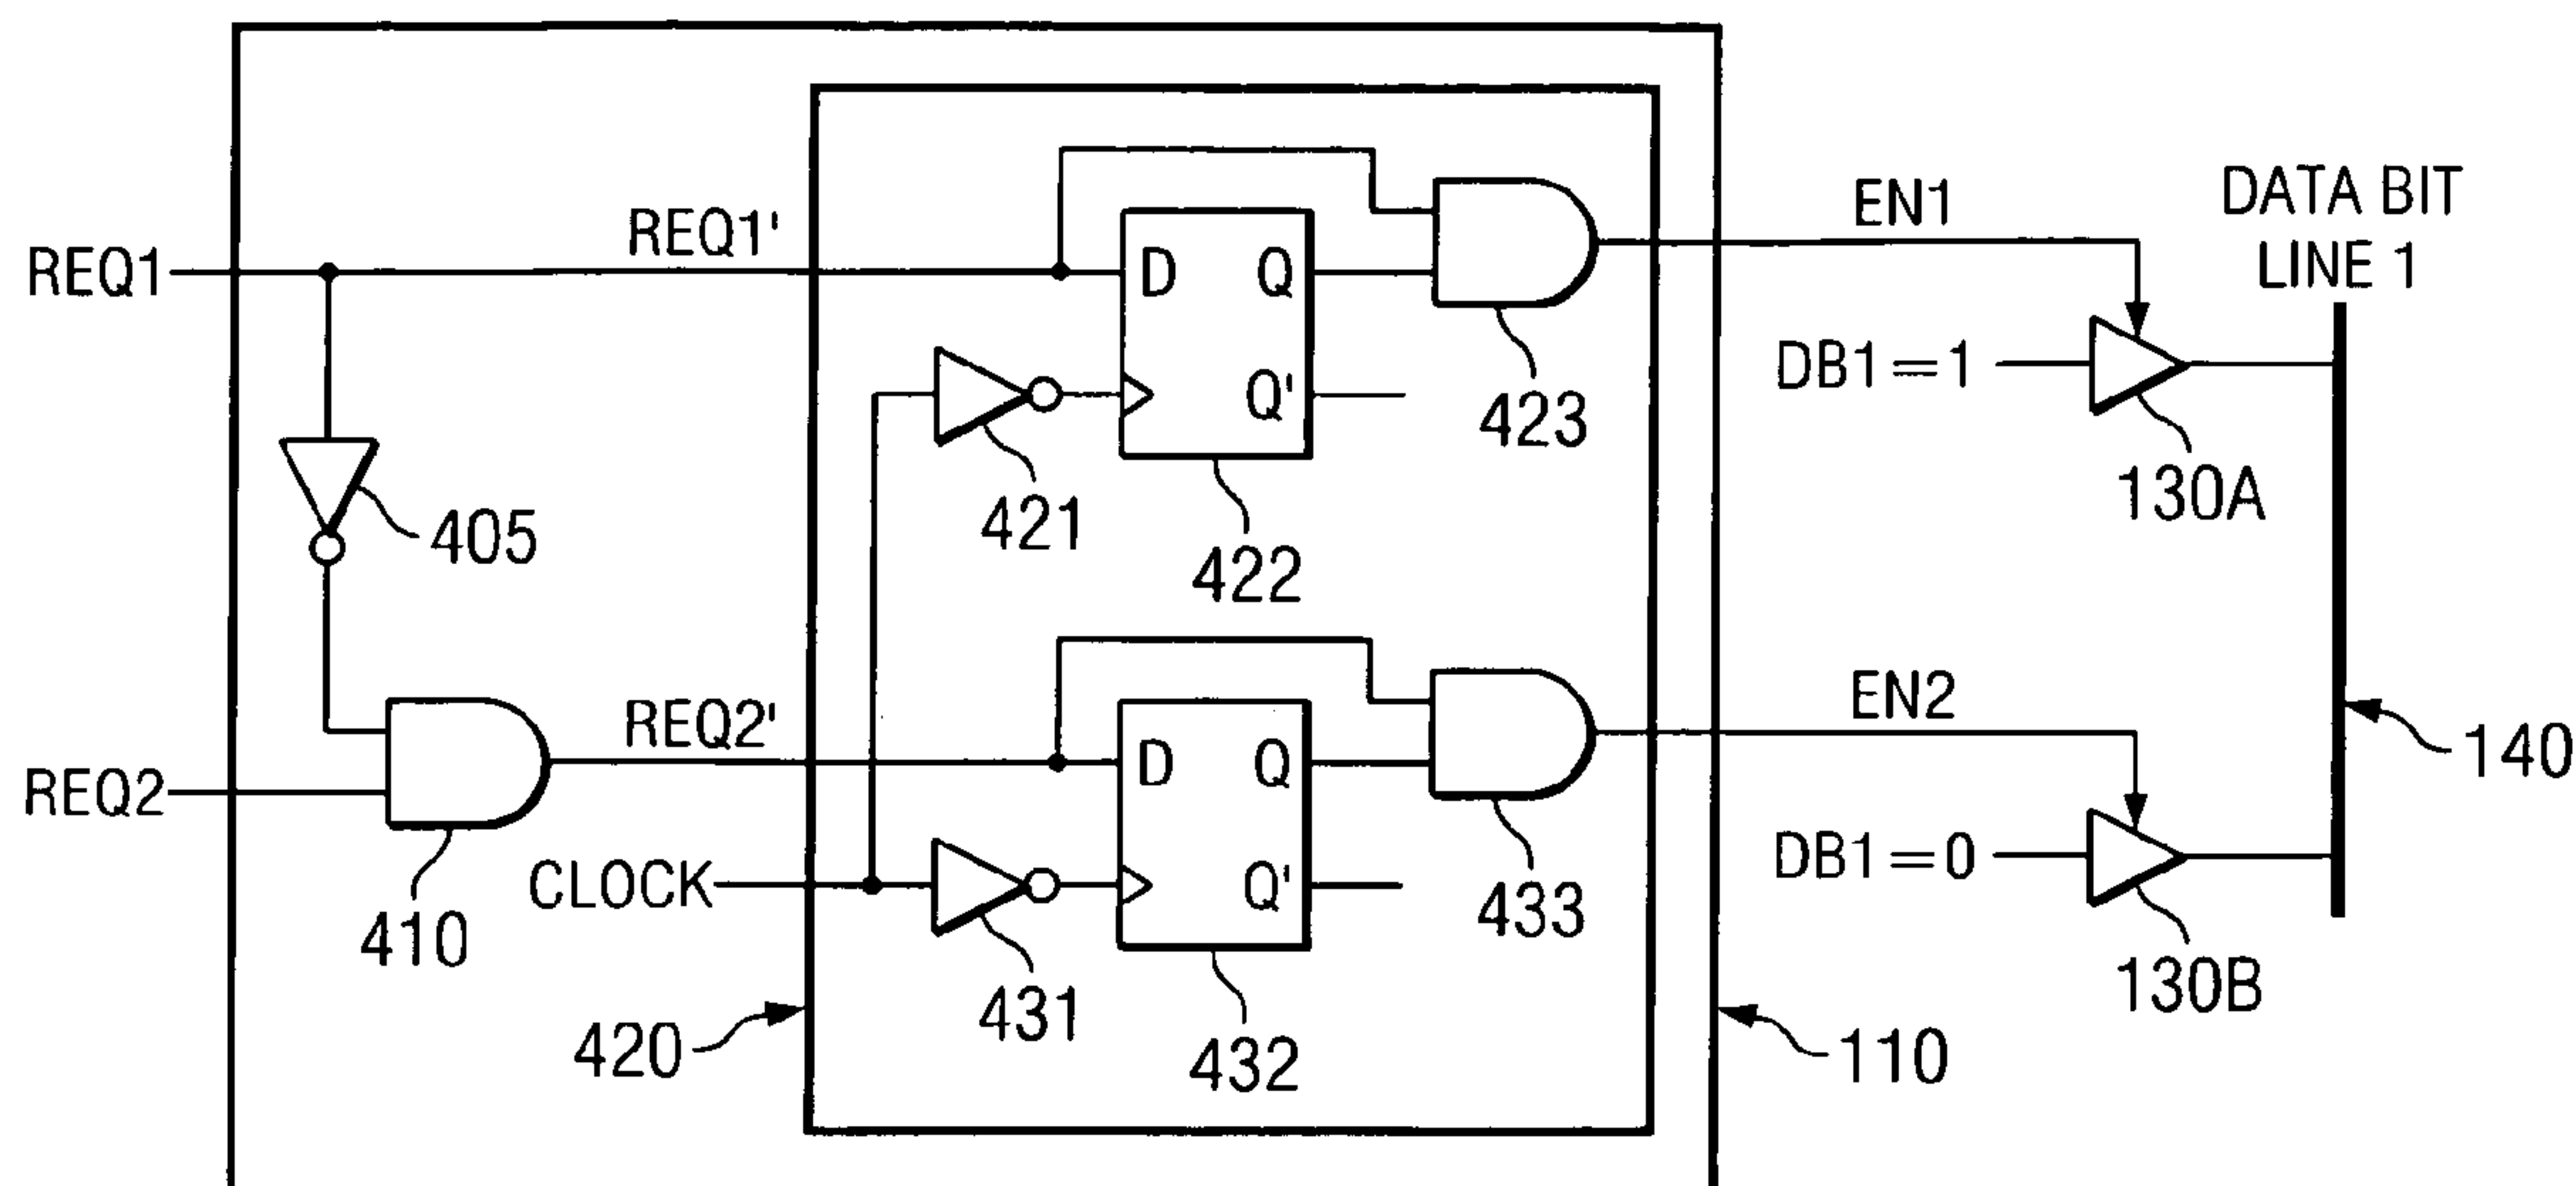 REQ1
REQ1'
D Q
Q'
421
422
423
EN1
DATA BIT
LINE 1
DB1=1
130A
405
REQ2
410
REQ2'
CLOCK
D Q
Q'
431
432
433
420
EN2
DB1=0
130B
140
110